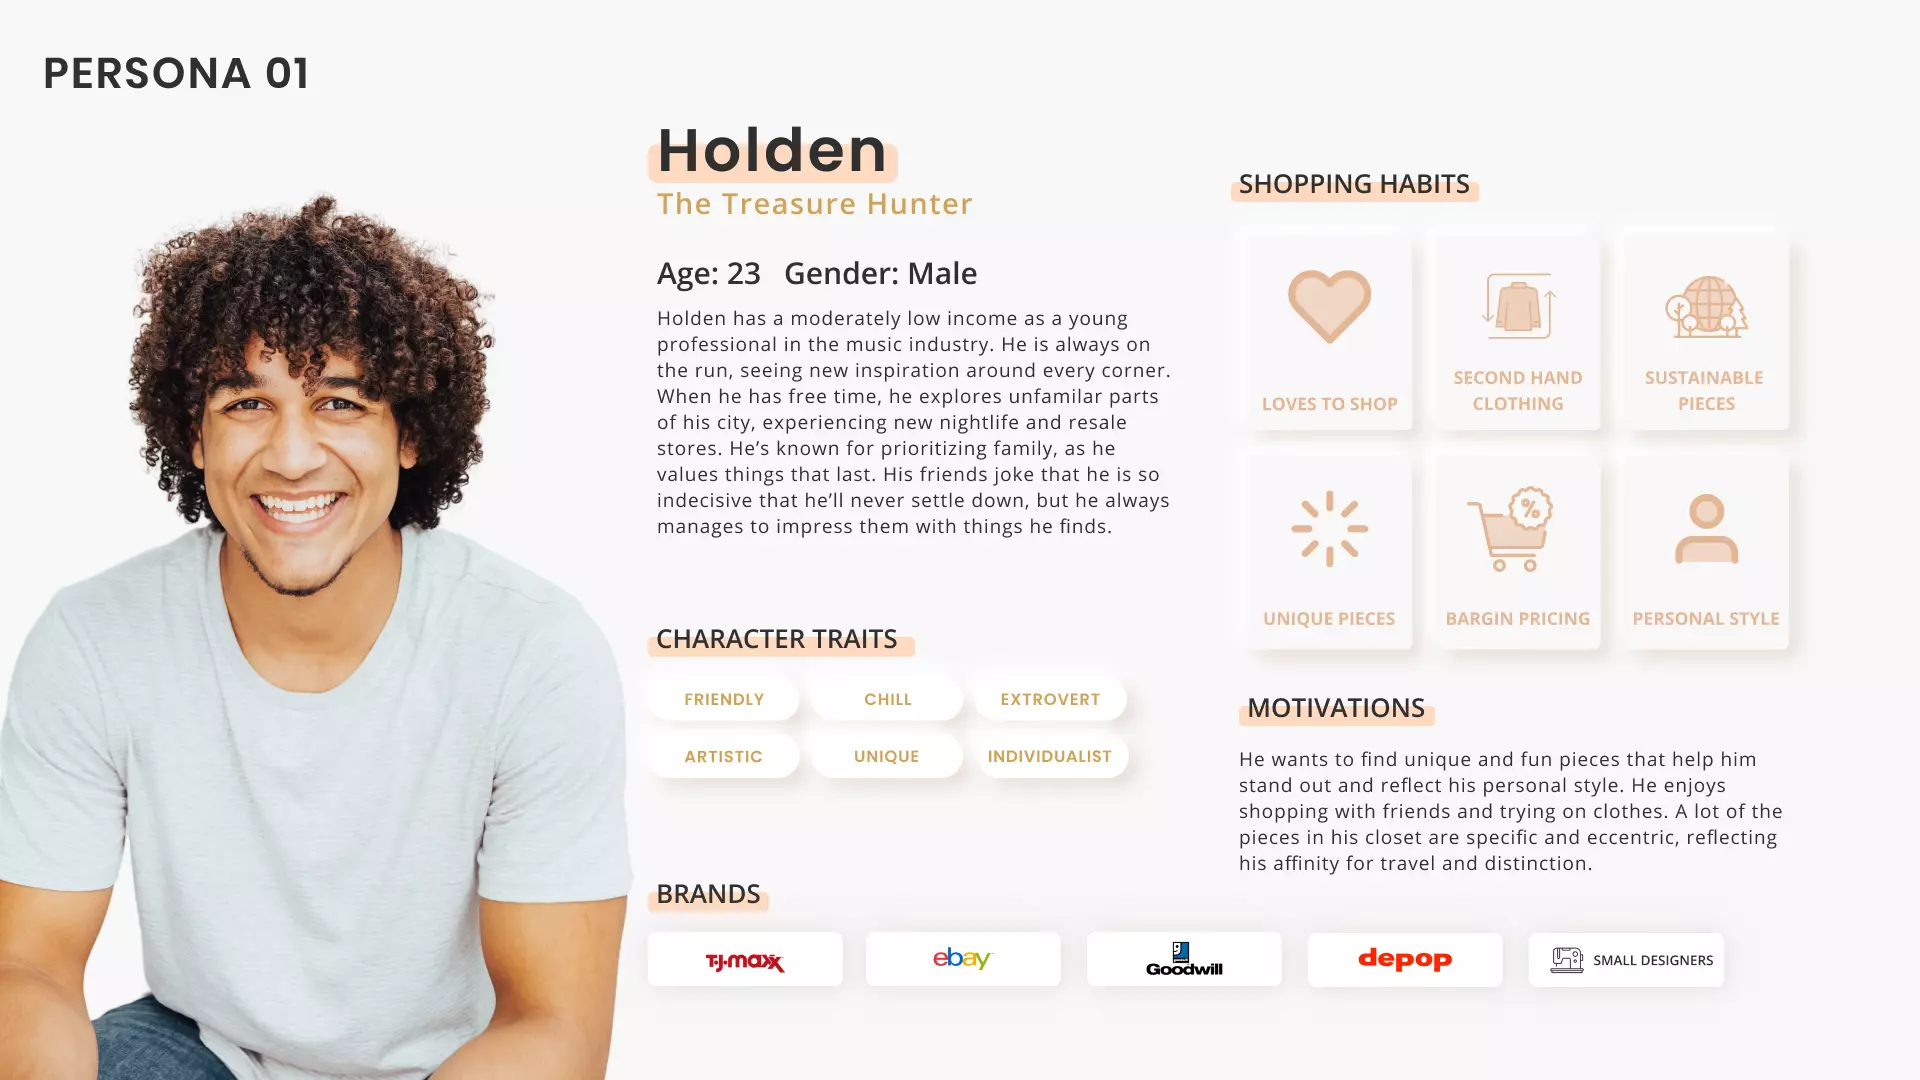 PERSONA 01
Holden
The Treasure Hunter
Age: 23 Gender: Male
Holden has a moderately low income as a young
professional in the music industry. He is always on
the run, seeing new inspiration around every corner.
When he has free time, he explores unfamilar parts
of his city, experiencing new nightlife and resale
stores. He’s known for prioritizing family, as he
values things that last. His friends joke that he is so
indecisive that he’ll never settle down, but he always
manages to impress them with things he finds.
CHARACTER TRAITS
FRIENDLY
CHILL
EXTROVERT
ARTISTIC
UNIQUE
INDIVIDUALIST
SHOPPING HABITS
LOVES TO SHOP
SECOND HAND
CLOTHING
SUSTAINABLE
PIECES
UNIQUE PIECES
%
BARGIN PRICING
PERSONAL STYLE
MOTIVATIONS
He wants to find unique and fun pieces that help him
stand out and reflect his personal style. He enjoys
shopping with friends and trying on clothes. A lot of the
pieces in his closet are specific and eccentric, reflecting
his affinity for travel and distinction.
BRANDS
T.J.maxx
ebay
Goodwill
depop
SMALL DESIGNERS